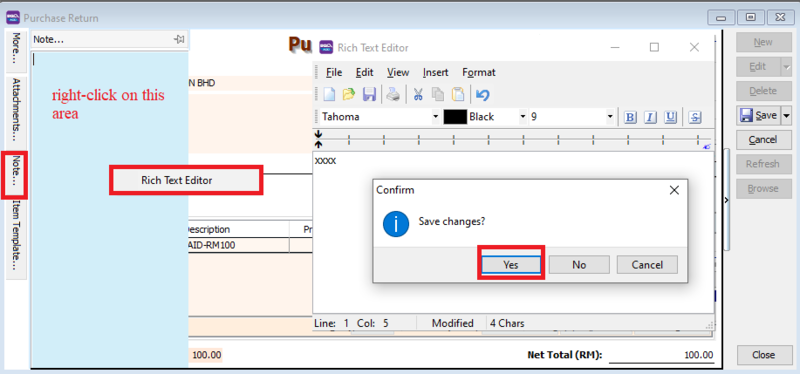 Purchase Return
More...
Attachments...
Note...
Item Template...
Note...
right-click on this
area
Rich Text Editor
Pu
N BHD
Description
Pr
AID-RM100
100.00
Net Total (RM):
100.00
Rich Text Editor
File Edit View Insert Format
Tahoma Black 9 B I U S
xxxx
Confirm
Save changes?
Yes No Cancel
Line: 1 Col: 5 Modified 4 Chars
New
Edit
Delete
Save
Cancel
Refresh
Browse
Close